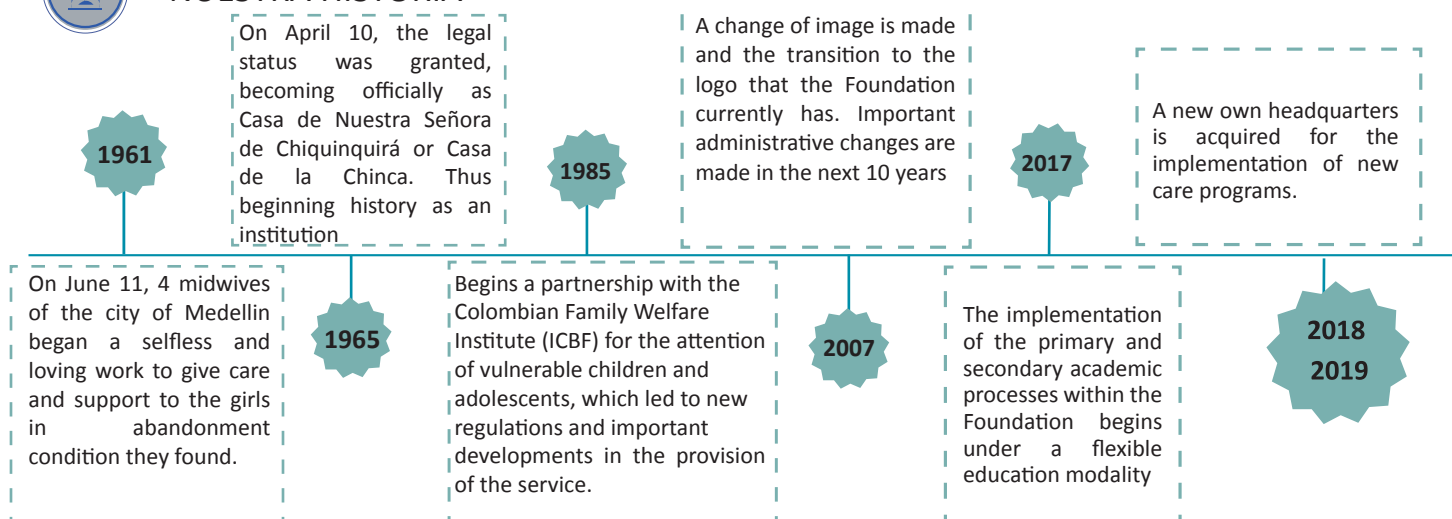 NUESTRA HISTORIA
1961
On June 11, 4 midwives
of the city of Medellin
began a selfless and
loving work to give care
and support to the girls
in abandonment
condition they found.
On April 10, the legal
status was granted,
becoming officially as
Casa de Nuestra Señora
de Chiquinquirá or Casa
de la Chinca. Thus
beginning history as an
institution
1965
1985
Begins a partnership with the
Colombian Family Welfare
Institute (ICBF) for the attention
of vulnerable children and
adolescents, which led to new
regulations and important
developments in the provision
of the service.
A change of image is made
and the transition to the
logo that the Foundation
currently has. Important
administrative changes are
made in the next 10 years
2007
2017
The implementation
of the primary and
secondary academic
processes within the
Foundation begins
under a flexible
education modality
A new own headquarters
is acquired for the
implementation of new
care programs.
2018
2019